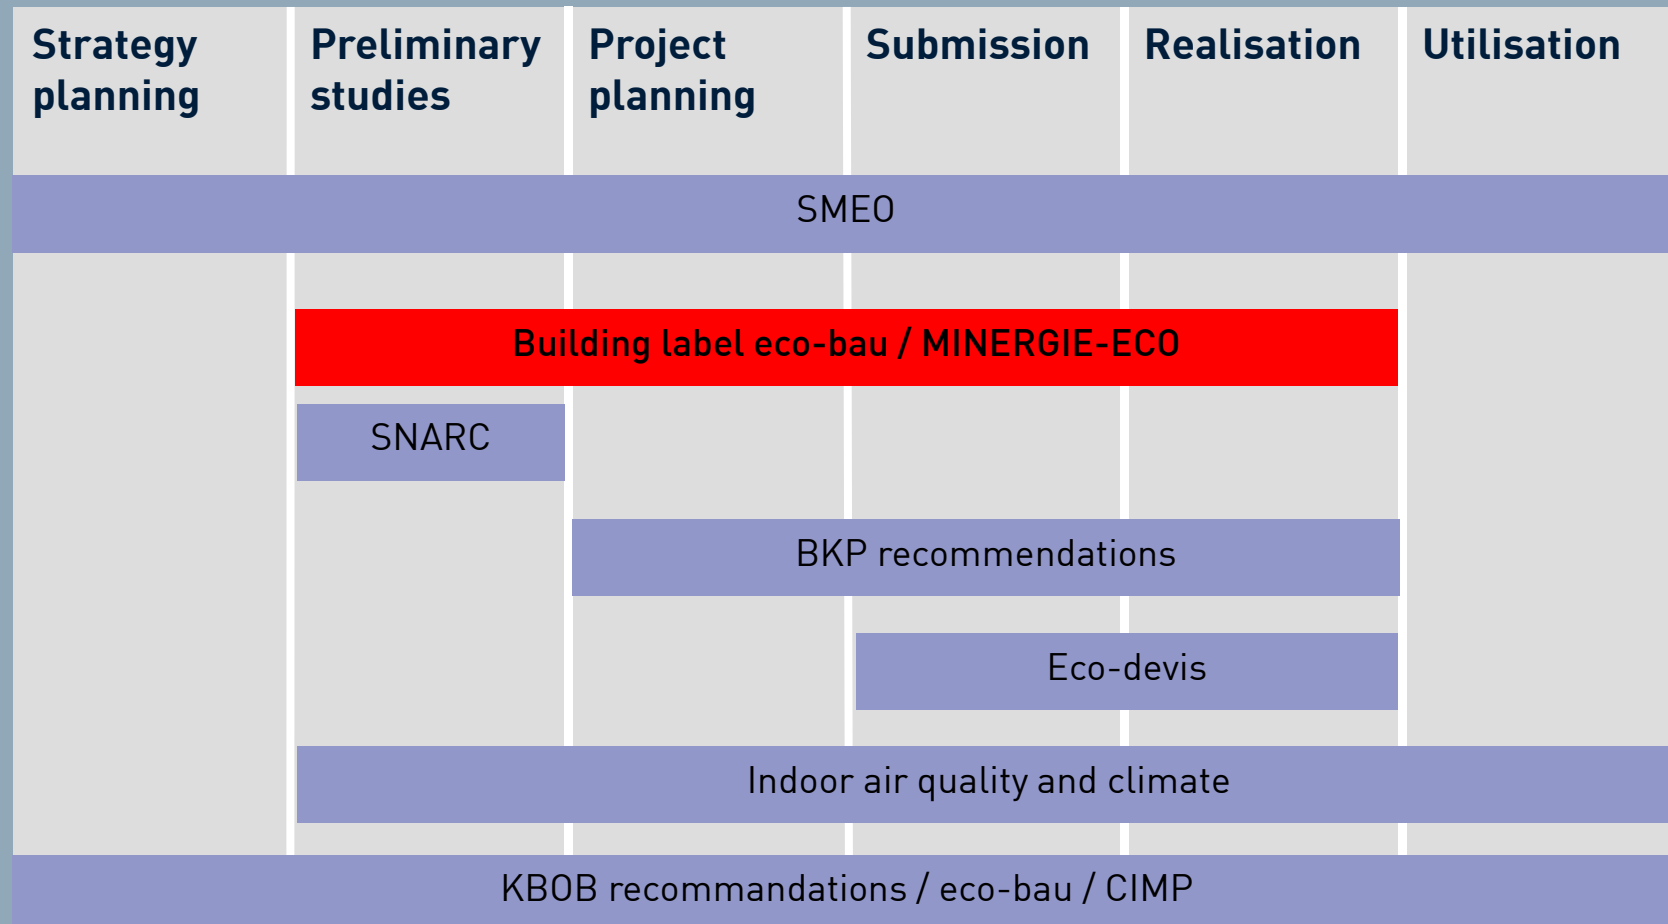 Strategy
planning
Preliminary
studies
Project
planning
Submission
Realisation
Utilisation
SMEO
Building label eco-bau / MINERGIE-ECO
SNARC
BKP recommendations
Eco-devis
Indoor air quality and climate
KBOB recommandations / eco-bau / CIMP